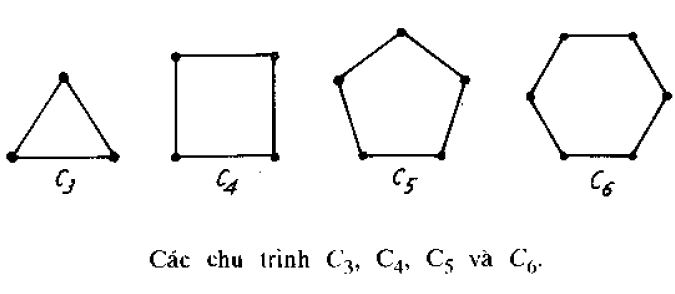 C₃ C₄ C₅ C₆
Các chu trình C₃, C₄, C₅ và C₆.